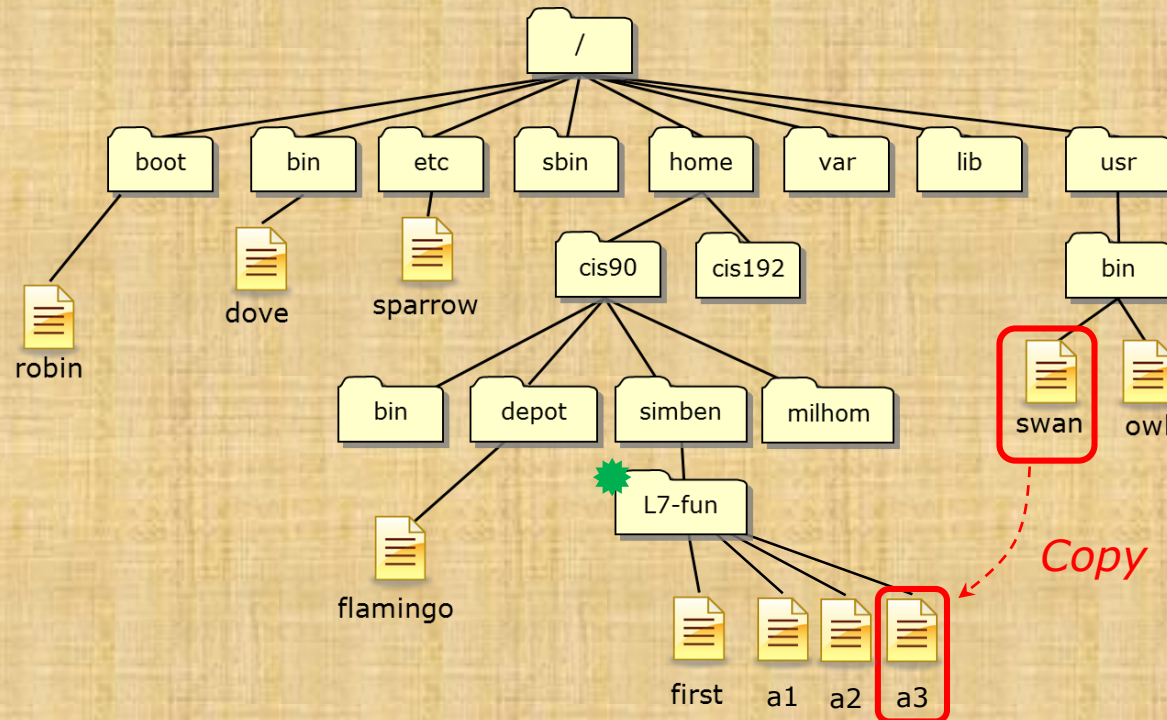 /
boot bin etc sbin home var lib usr
cis90 cis192 bin
dove sparrow
robin
bin depot simben milhom swan
L7-fun
Copy
flamingo
first a1 a2 a3